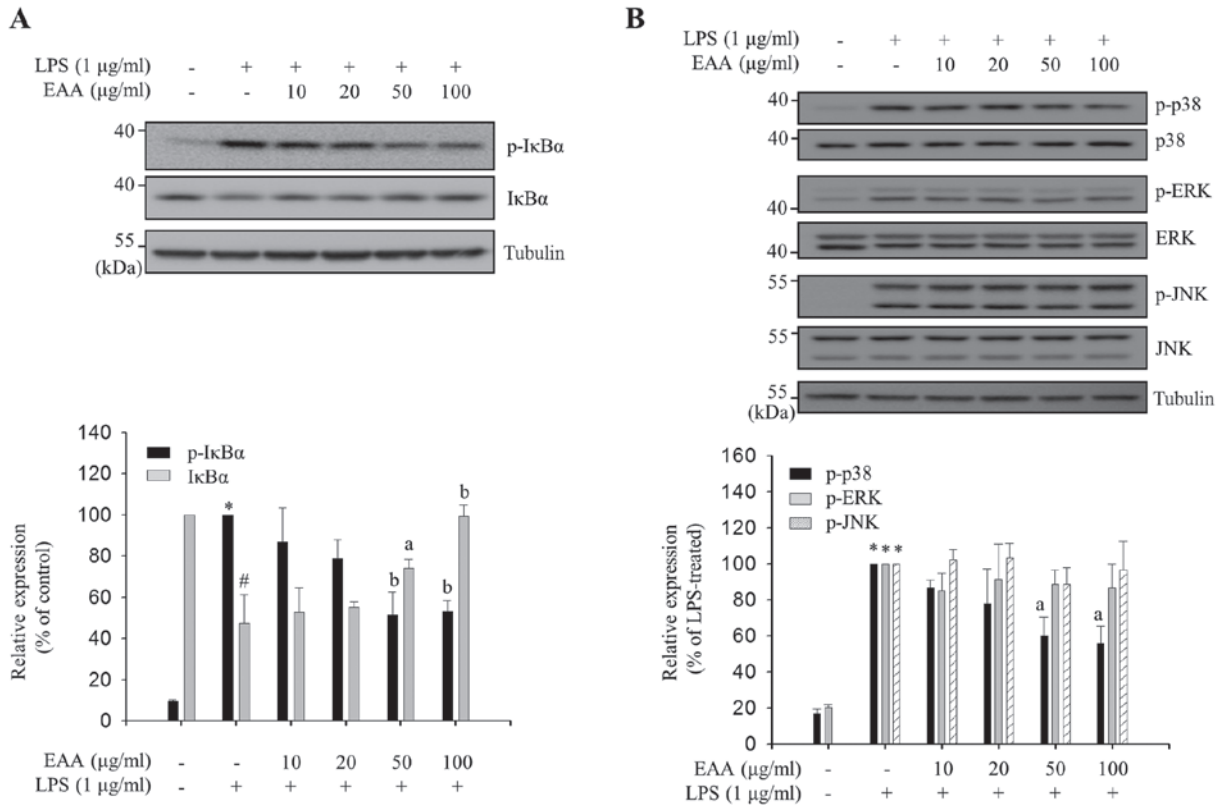 A
LPS (1 µg/ml) - + + + + +
EAA (µg/ml) - - 10 20 50 100
40
p-IκBα
40
IκBα
55
Tubulin
(kDa)
140
120
100
80
60
40
20
0
Relative expression
(% of control)
p-IκBα
IκBα
*
#
b
a
b
b
EAA (µg/ml) - - 10 20 50 100
LPS (1 µg/ml) - + + + + +
B
LPS (1 µg/ml) - + + + + +
EAA (µg/ml) - - 10 20 50 100
40
p-p38
40
p38
p-ERK
40
ERK
40
55
p-JNK
55
JNK
55
Tubulin
(kDa)
160
140
120
100
80
60
40
20
0
Relative expression
(% of LPS-treated)
p-p38
p-ERK
p-JNK
* * *
a
a
EAA (µg/ml) - - 10 20 50 100
LPS (1 µg/ml) - + + + + +